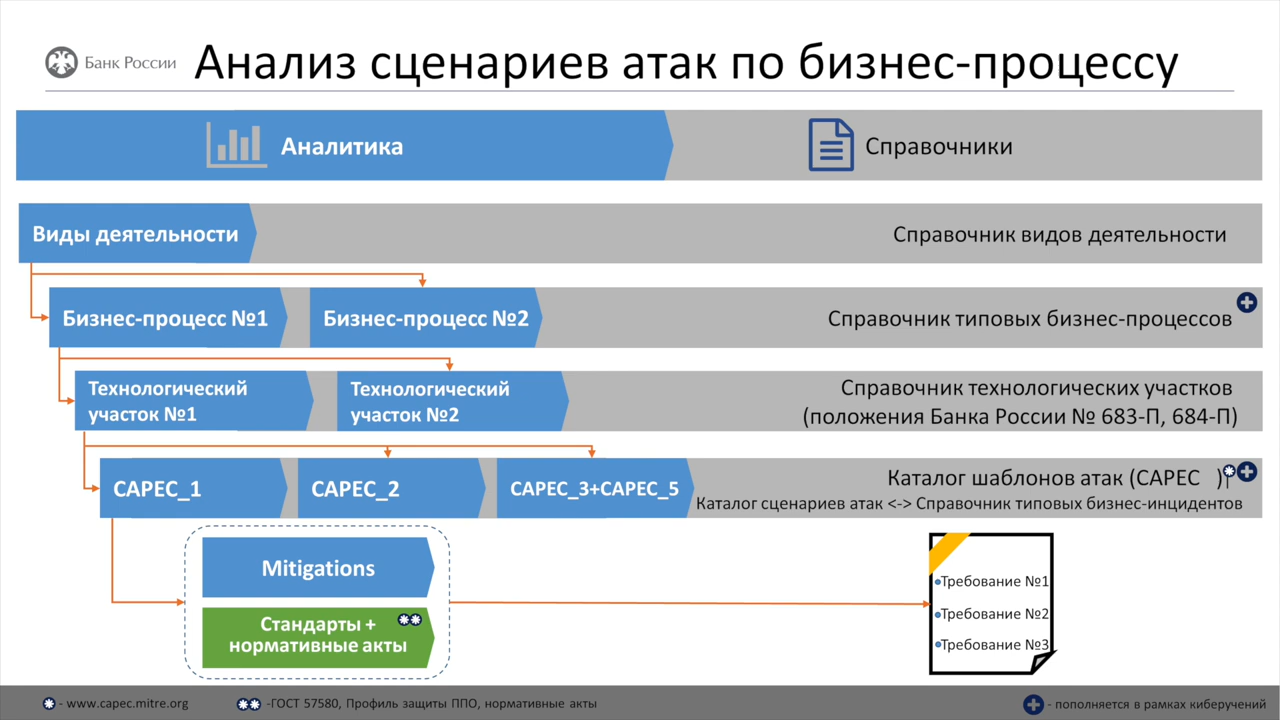 Банк России
Анализ сценариев атак по бизнес-процессу
Аналитика
Справочники
Виды деятельности
Справочник видов деятельности
Бизнес-процесс №1
Бизнес-процесс №2
Справочник типовых бизнес-процессов
Технологический
участок №1
Технологический
участок №2
Справочник технологических участков
(положения Банка России № 683-П, 684-П)
CAPEC_1
CAPEC_2
CAPEC_3+CAPEC_5
Каталог шаблонов атак (CAPEC )
Каталог сценариев атак <-> Справочник типовых бизнес-инцидентов
Mitigations
Стандарты +
нормативные акты
Требование №1
Требование №2
Требование №3
- www.capec.mitre.org
-ГОСТ 57580, Профиль защиты ППО, нормативные акты
- пополняется в рамках киберучений